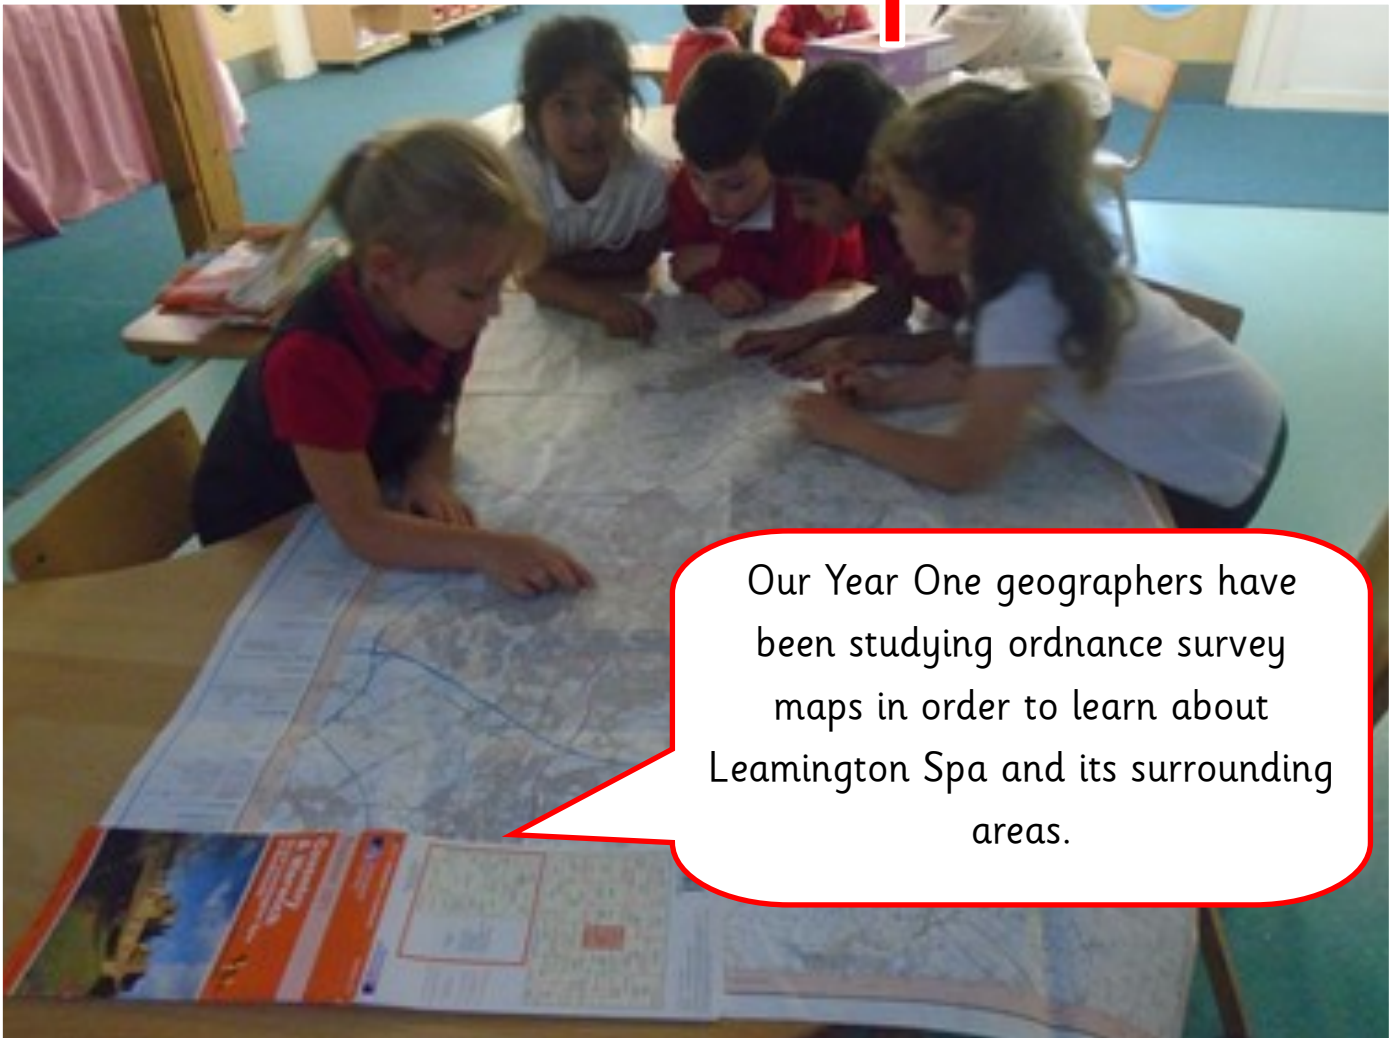 Our Year One geographers have
been studying ordnance survey
maps in order to learn about
Leamington Spa and its surrounding
areas.